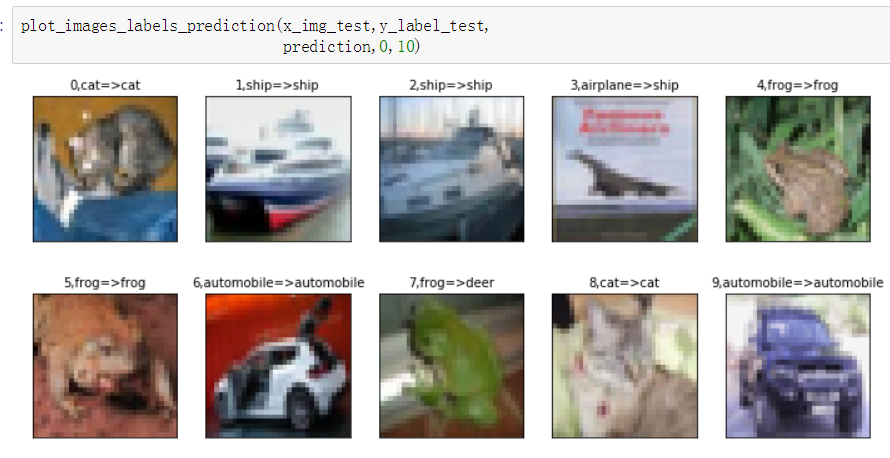 : plot_images_labels_prediction(x_img_test,y_label_test,
prediction,0,10)
0,cat=>cat
1,ship=>ship
2,ship=>ship
3,airplane=>ship
4,frog=>frog
5,frog=>frog
6,automobile=>automobile
7,frog=>deer
8,cat=>cat
9,automobile=>automobile